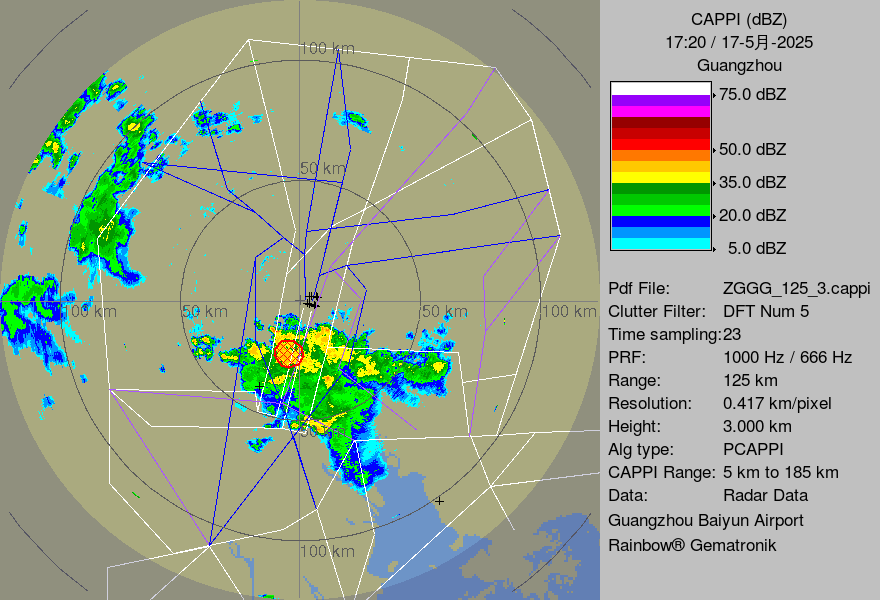 CAPPI (dBZ)
17:20 / 17-5月-2025
Guangzhou
75.0 dBZ
50.0 dBZ
35.0 dBZ
20.0 dBZ
5.0 dBZ
Pdf File: ZGGG_125_3.cappi
Clutter Filter: DFT Num 5
Time sampling:23
PRF: 1000 Hz / 666 Hz
Range: 125 km
Resolution: 0.417 km/pixel
Height: 3.000 km
Alg type: PCAPPI
CAPPI Range: 5 km to 185 km
Data: Radar Data
Guangzhou Baiyun Airport
Rainbow® Gematronik
100 km
50 km
100 km
50 km
50 km
100 km
50 km
100 km